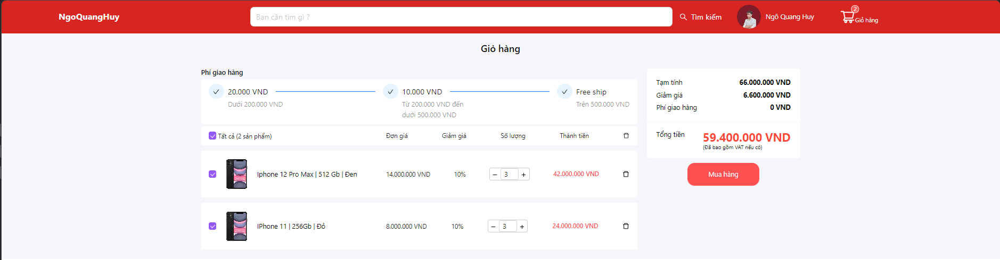 NgoQuangHuy
Bạn cần tìm gì ?
Tìm kiếm
Ngô Quang Huy
2
Giỏ hàng
Giỏ hàng
Phí giao hàng
20.000 VND
Dưới 200.000 VND
10.000 VND
Từ 200.000 VND đến
dưới 500.000 VND
Free ship
Trên 500.000 VND
Tất cả (2 sản phẩm)
Đơn giá
Giảm giá
Số lượng
Thành tiền
Iphone 12 Pro Max | 512 Gb | Đen
14.000.000 VND
10%
3
42.000.000 VND
IPhone 11 | 256Gb | Đỏ
8.000.000 VND
10%
3
24.000.000 VND
Tạm tính
66.000.000 VND
Giảm giá
6.600.000 VND
Phí giao hàng
0 VND
Tổng tiền
59.400.000 VND
(Đã bao gồm VAT nếu có)
Mua hàng